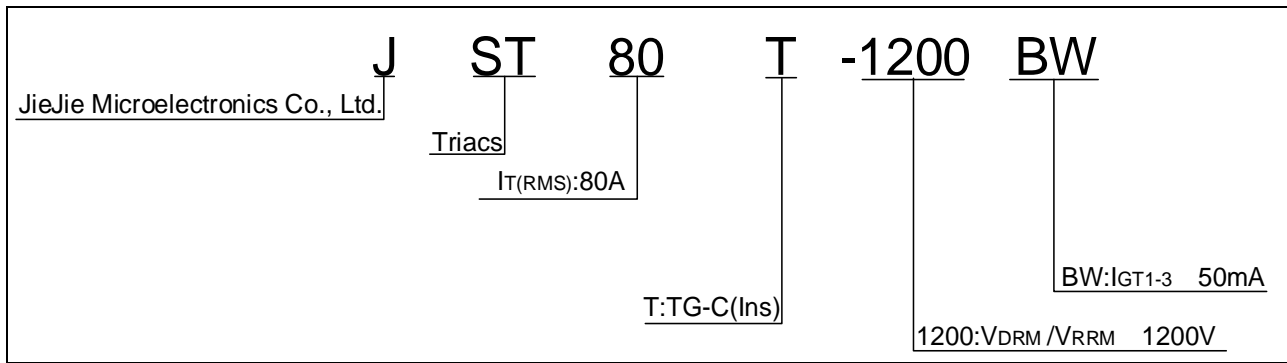 J ST 80 T -1200 BW
JieJie Microelectronics Co., Ltd.
Triacs
IT(RMS):80A
BW:IGT1-3 50mA
T:TG-C(Ins)
1200:VDRM /VRRM 1200V